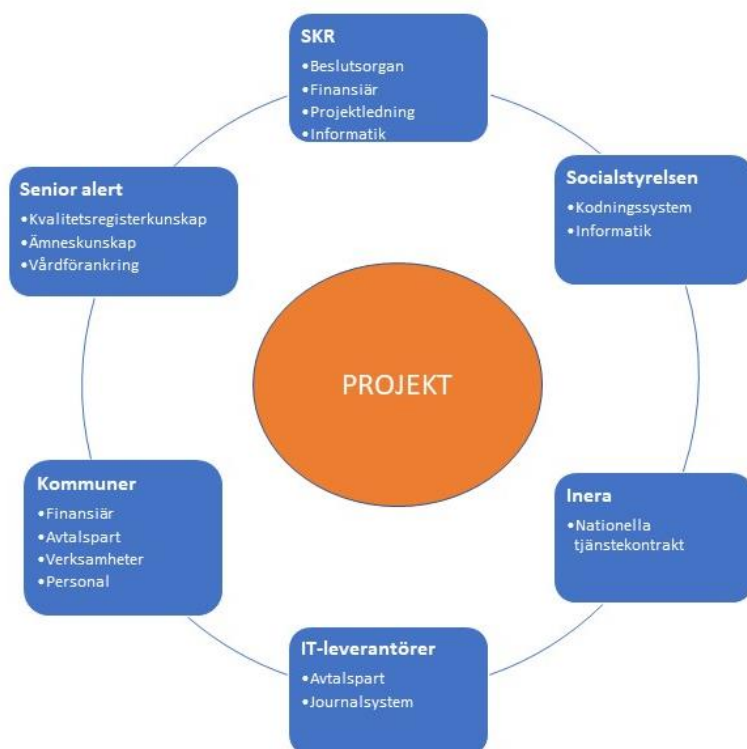 SKR
•Beslutsorgan
•Finansiär
•Projektledning
•Informatik
Socialstyrelsen
•Kodningssystem
•Informatik
Inera
•Nationella
tjänstekontrakt
IT-leverantörer
•Avtalspart
•Journalsystem
Kommuner
•Finansiär
•Avtalspart
•Verksamheter
•Personal
Senior alert
•Kvalitetsregisterkunskap
•Ämneskunskap
•Vårdförankring
PROJEKT